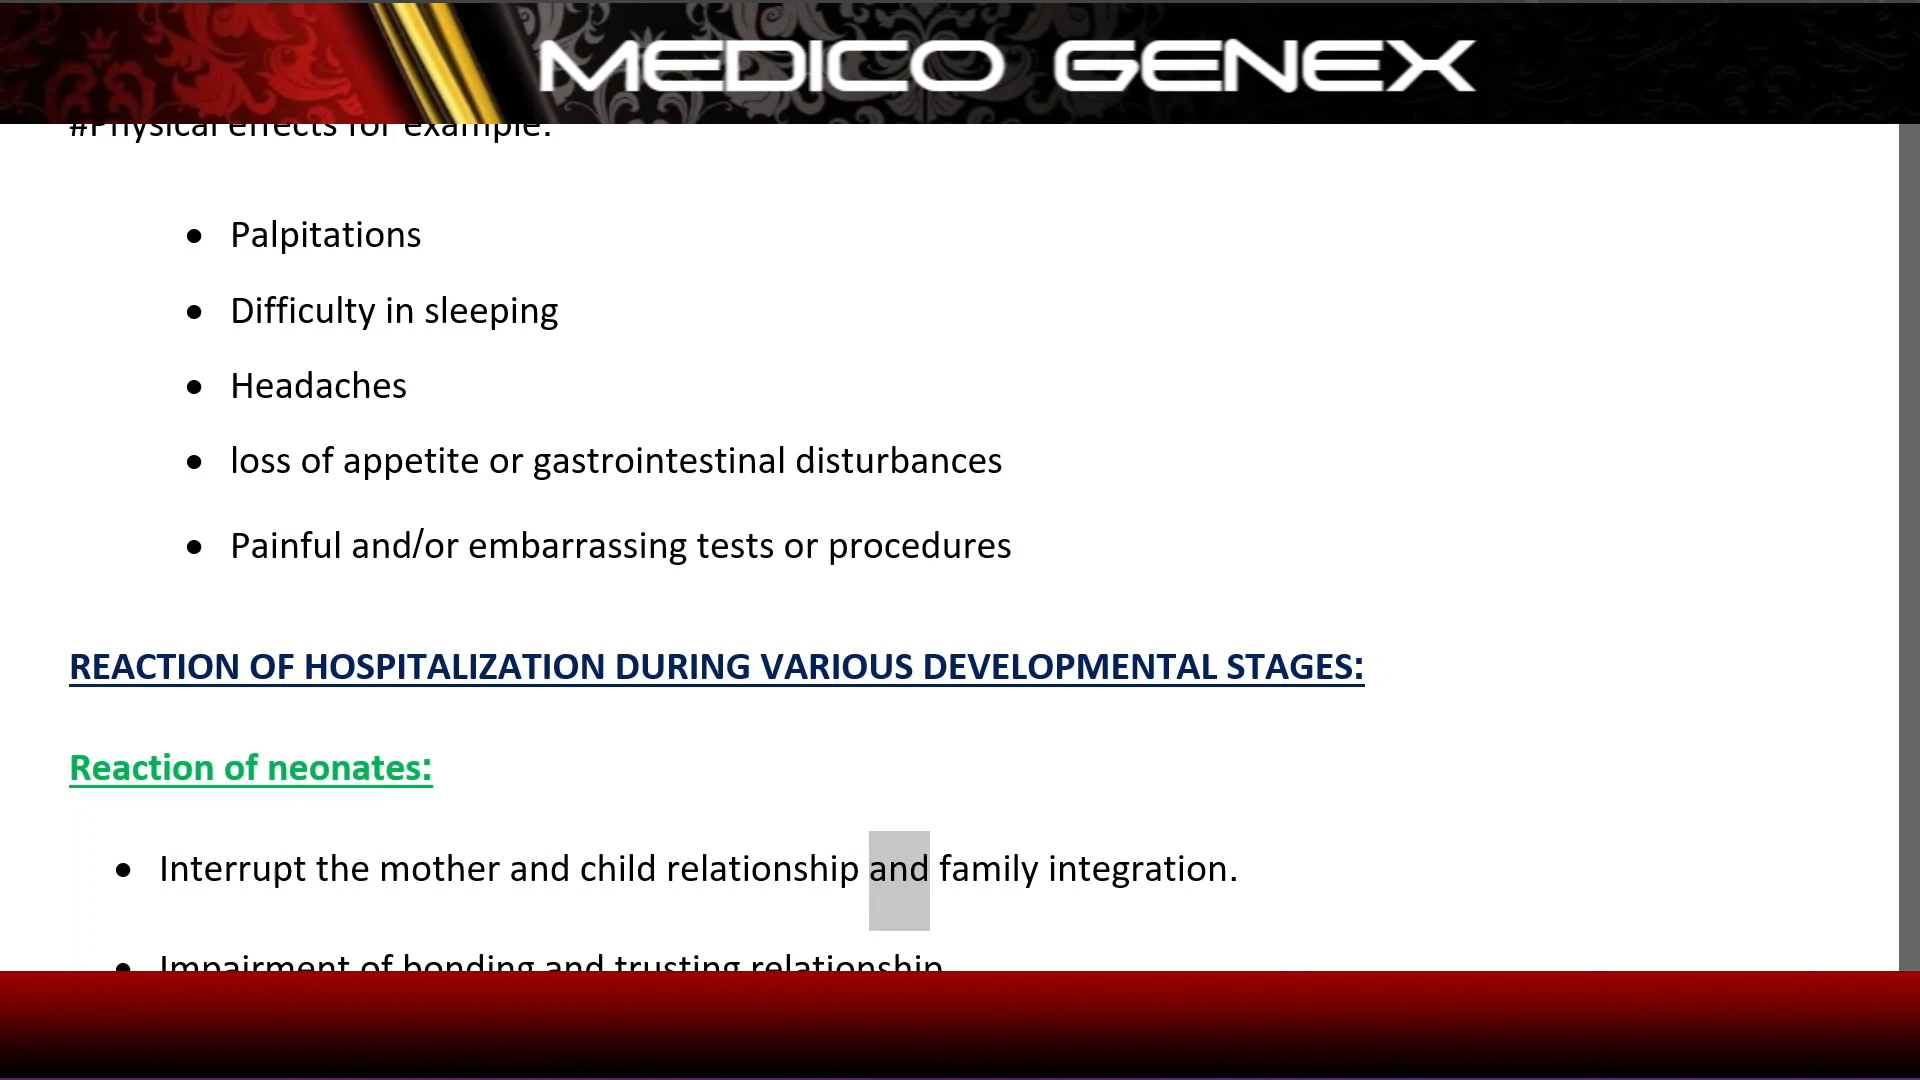 MEDICO GENEX
#Physical effects for example:
• Palpitations
• Difficulty in sleeping
• Headaches
• loss of appetite or gastrointestinal disturbances
• Painful and/or embarrassing tests or procedures
REACTION OF HOSPITALIZATION DURING VARIOUS DEVELOPMENTAL STAGES:
Reaction of neonates:
• Interrupt the mother and child relationship and family integration.
• Impairment of bonding and trusting relationship